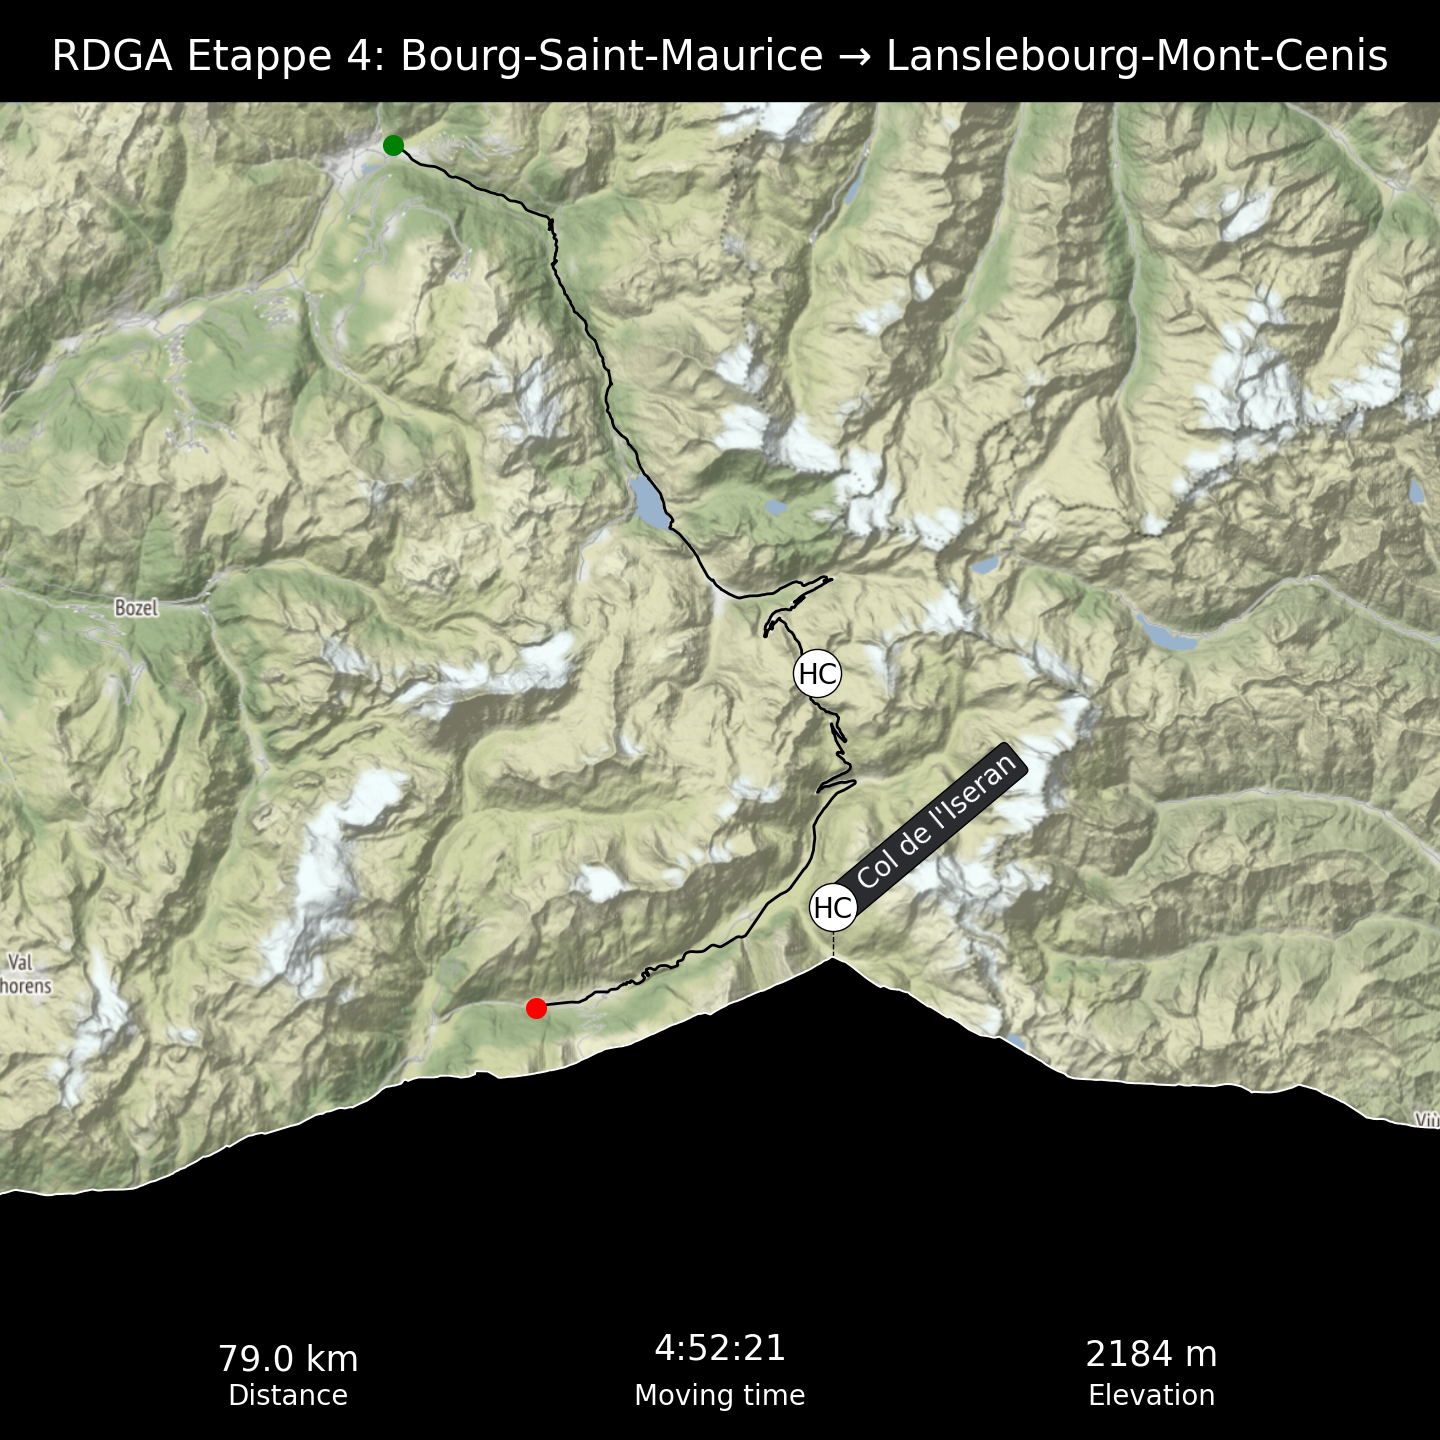 RDGA Etappe 4: Bourg-Saint-Maurice → Lanslebourg-Mont-Cenis
Bozel
HC
Col de l'Iseran
HC
Val
horens
79.0 km
Distance
4:52:21
Moving time
2184 m
Elevation